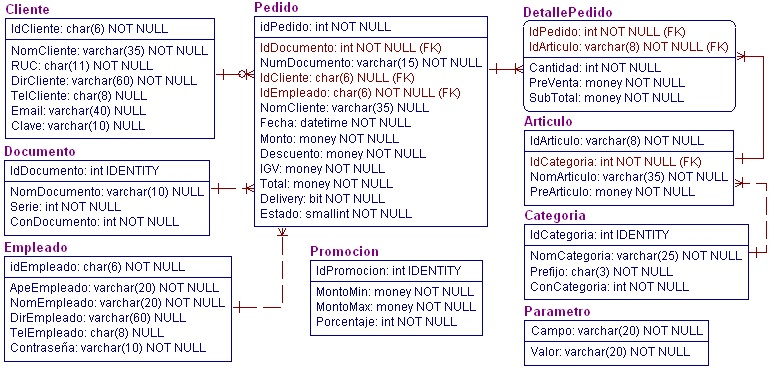 Cliente
IdCliente: char(6) NOT NULL
NomCliente: varchar(35) NOT NULL
RUC: char(11) NOT NULL
DirCliente: varchar(60) NOT NULL
TelCliente: char(8) NULL
Email: varchar(40) NULL
Clave: varchar(10) NULL
Documento
IdDocumento: int IDENTITY
NomDocumento: varchar(10) NULL
Serie: int NOT NULL
ConDocumento: int NOT NULL
Empleado
idEmpleado: char(6) NOT NULL
ApeEmpleado: varchar(20) NOT NULL
NomEmpleado: varchar(20) NOT NULL
DirEmpleado: varchar(60) NULL
TelEmpleado: char(8) NULL
Contraseña: varchar(10) NOT NULL
Pedido
idPedido: int NOT NULL
IdDocumento: int NOT NULL (FK)
NumDocumento: varchar(15) NOT NULL
IdCliente: char(6) NULL (FK)
IdEmpleado: char(6) NOT NULL (FK)
NomCliente: varchar(35) NULL
Fecha: datetime NOT NULL
Monto: money NOT NULL
Descuento: money NOT NULL
IGV: money NOT NULL
Total: money NOT NULL
Delivery: bit NOT NULL
Estado: smallint NOT NULL
Promocion
IdPromocion: int IDENTITY
MontoMin: money NOT NULL
MontoMax: money NOT NULL
Porcentaje: int NOT NULL
DetallePedido
IdPedido: int NOT NULL (FK)
IdArticulo: varchar(8) NOT NULL (FK)
Cantidad: int NOT NULL
PreVenta: money NOT NULL
SubTotal: money NOT NULL
Articulo
IdArticulo: varchar(8) NOT NULL
IdCategoria: int NOT NULL (FK)
NomArticulo: varchar(35) NOT NULL
PreArticulo: money NOT NULL
Categoria
IdCategoria: int IDENTITY
NomCategoria: varchar(25) NOT NULL
Prefijo: char(3) NOT NULL
ConCategoria: int NOT NULL
Parametro
Campo: varchar(20) NOT NULL
Valor: varchar(20) NOT NULL